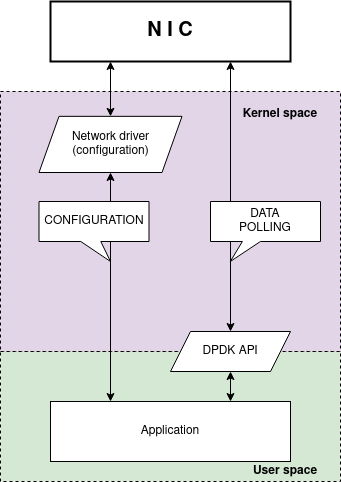 N I C
Kernel space
Network driver
(configuration)
CONFIGURATION
DATA
POLLING
DPDK API
Application
User space